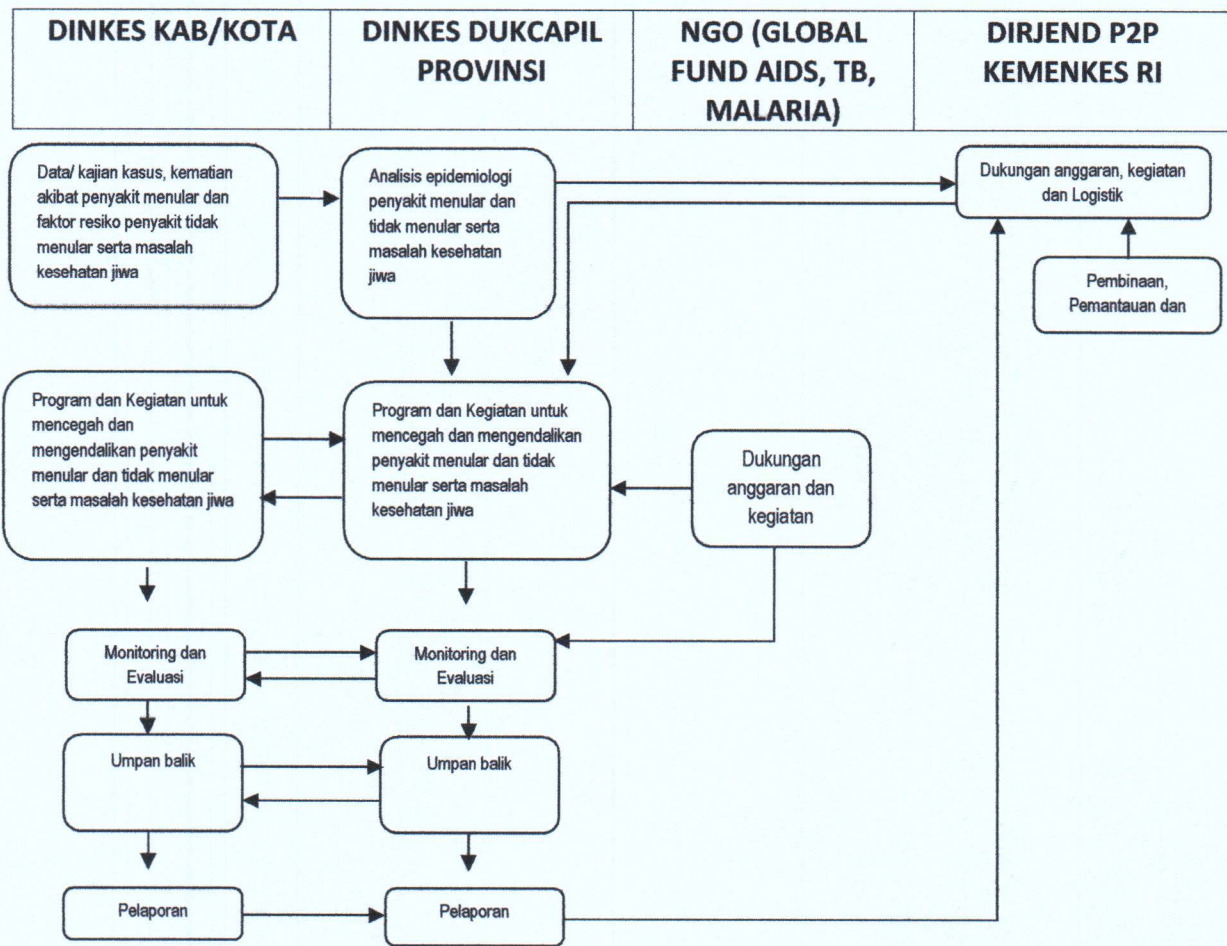 DINKES KAB/KOTA
DINKES DUKCAPIL
PROVINSI
NGO (GLOBAL
FUND AIDS, TB,
MALARIA)
DIRJEND P2P
KEMENKES RI
Data/ kajian kasus, kematian
akibat penyakit menular dan
faktor resiko penyakit tidak
menular serta masalah
kesehatan jiwa
Analisis epidemiologi
penyakit menular dan
tidak menular serta
masalah kesehatan
jiwa
Dukungan anggaran, kegiatan
dan Logistik
Pembinaan,
Pemantauan dan
Program dan Kegiatan untuk
mencegah dan
mengendalikan penyakit
menular dan tidak menular
serta masalah kesehatan jiwa
Program dan Kegiatan untuk
mencegah dan mengendalikan
penyakit menular dan tidak
menular serta masalah
kesehatan jiwa
Dukungan
anggaran dan
kegiatan
Monitoring dan
Evaluasi
Monitoring dan
Evaluasi
Umpan balik
Umpan balik
Pelaporan
Pelaporan